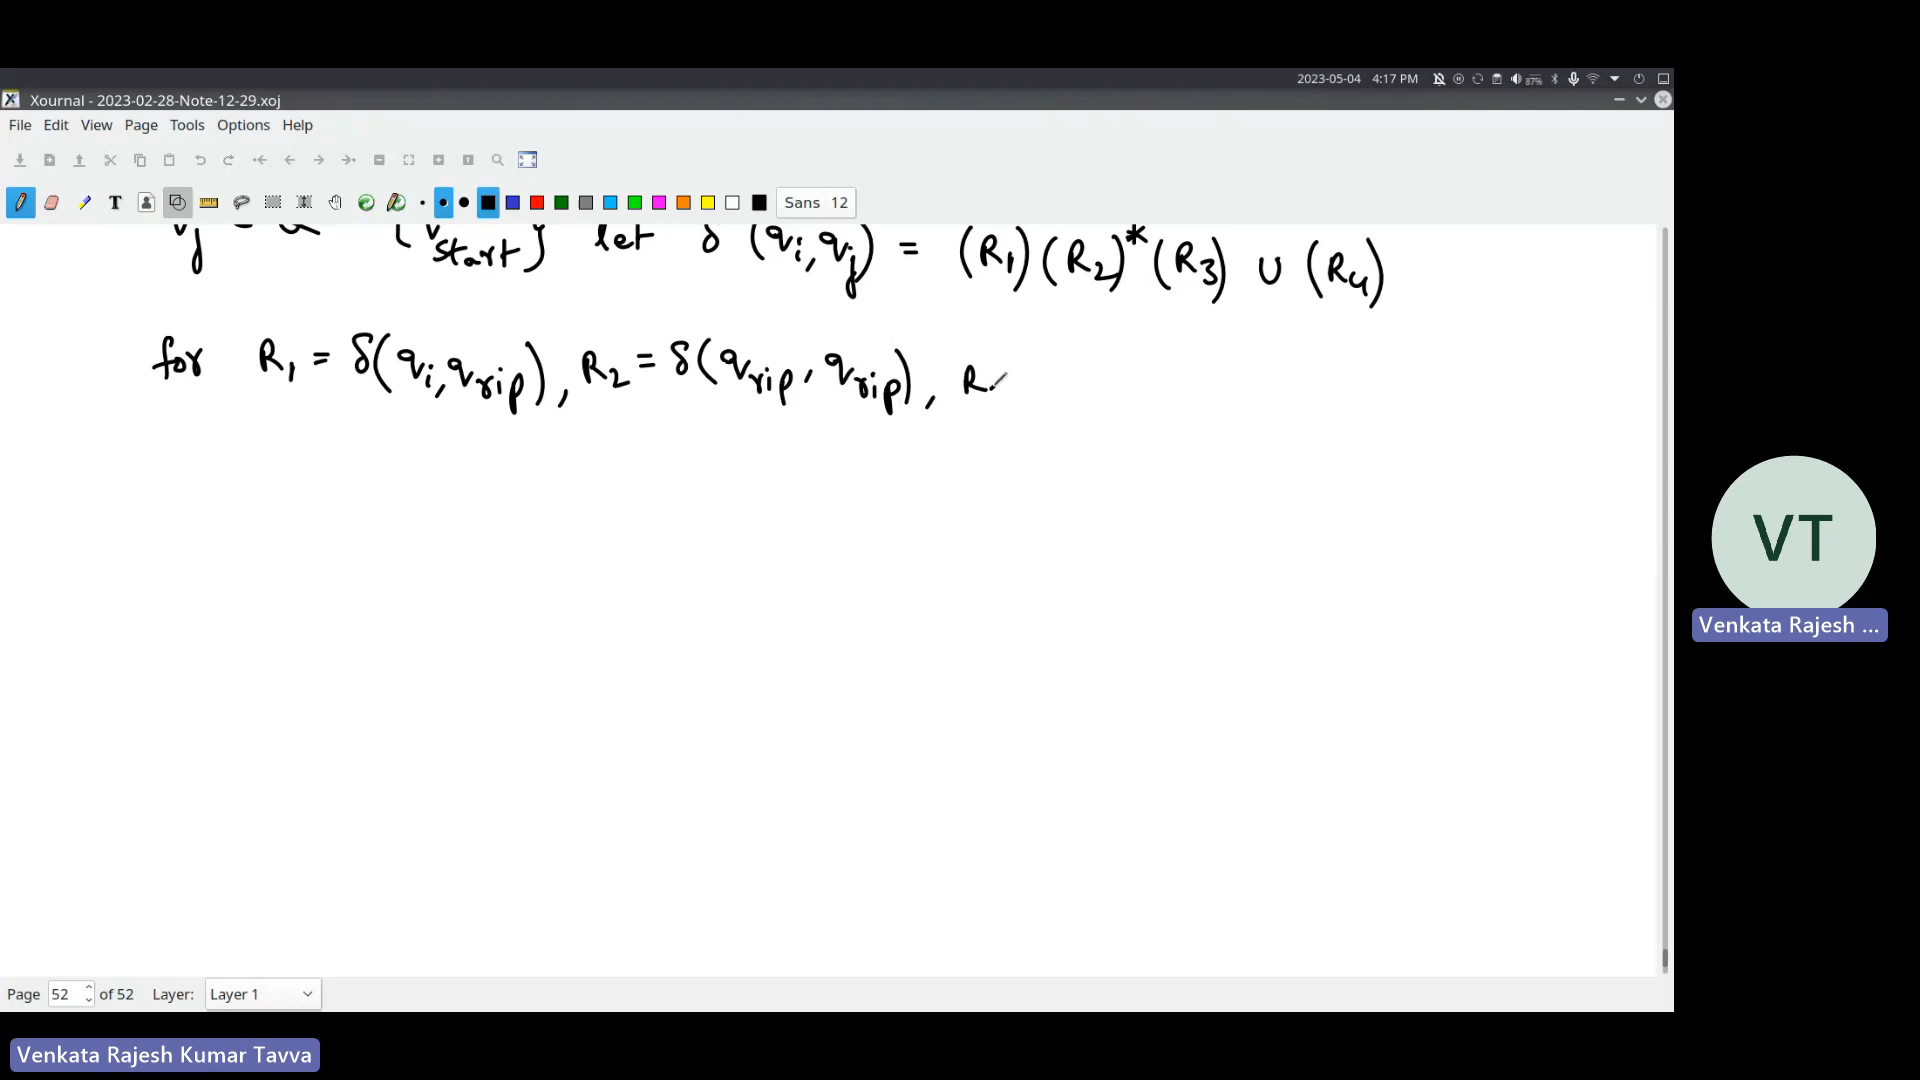 2023-05-04 4:17 PM 87%
Xournal - 2023-02-28-Note-12-29.xoj
File Edit View Page Tools Options Help
T Sans 12
start} let δ (qi, qj) = (R1)(R2)*(R3) ∪ (R4)
for R1 = δ(qi, qrip), R2 = δ(qrip, qrip), R
VT
Venkata Rajesh ...
Page 52 of 52 Layer: Layer 1
Venkata Rajesh Kumar Tavva